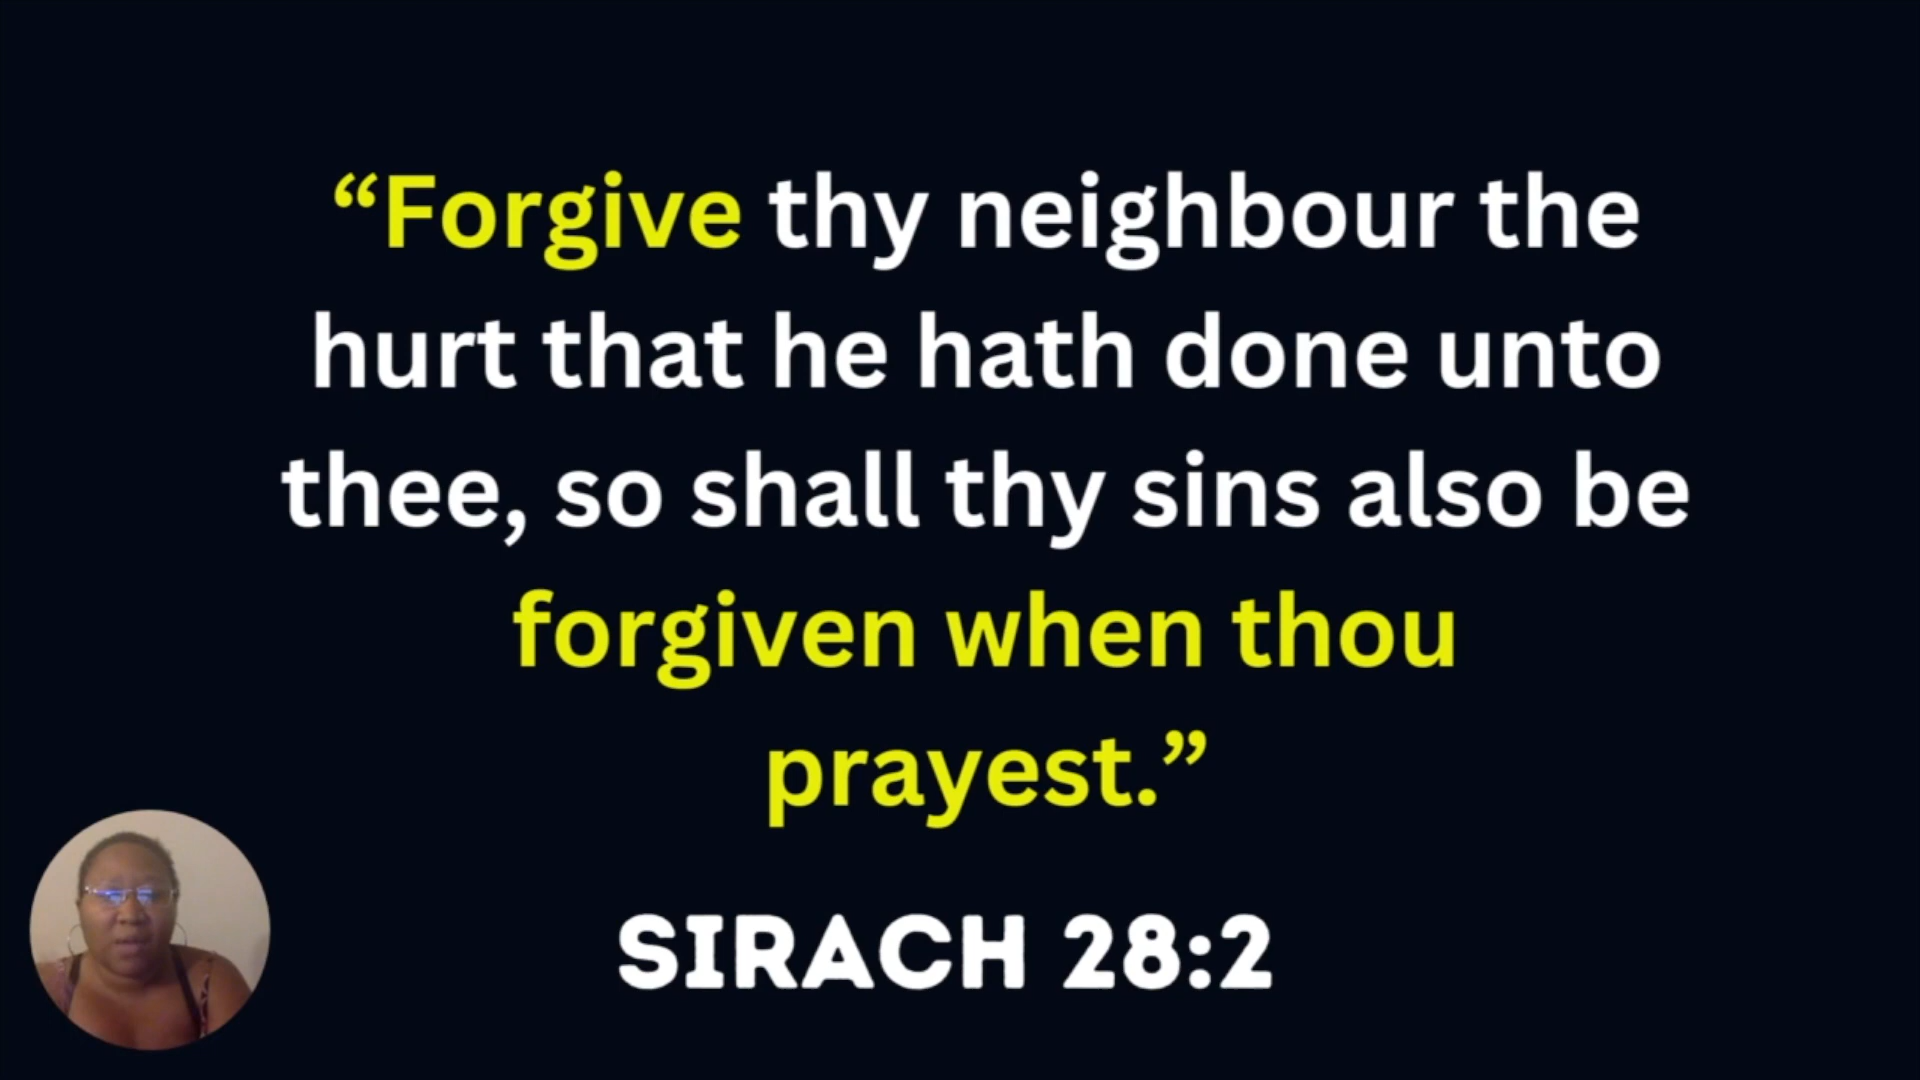 “Forgive thy neighbour the
hurt that he hath done unto
thee, so shall thy sins also be
forgiven when thou
prayest.”
SIRACH 28:2